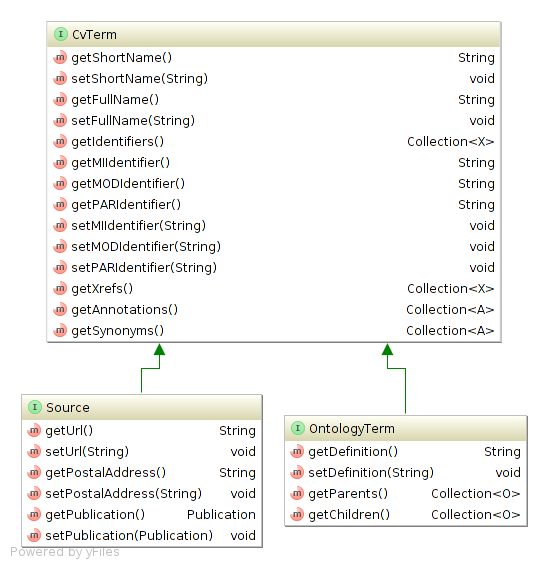 I CvTerm
m getShortName() String
m setShortName(String) void
m getFullName() String
m setFullName(String) void
m getIdentifiers() Collection<X>
m getMIIdentifier() String
m getMODIdentifier() String
m getPARIdentifier() String
m setMIIdentifier(String) void
m setMODIdentifier(String) void
m setPARIdentifier(String) void
m getXrefs() Collection<X>
m getAnnotations() Collection<A>
m getSynonyms() Collection<A>
I Source
m getUrl() String
m setUrl(String) void
m getPostalAddress() String
m setPostalAddress(String) void
m getPublication() Publication
m setPublication(Publication) void
I OntologyTerm
m getDefinition() String
m setDefinition(String) void
m getParents() Collection<O>
m getChildren() Collection<O>
Powered by yFiles